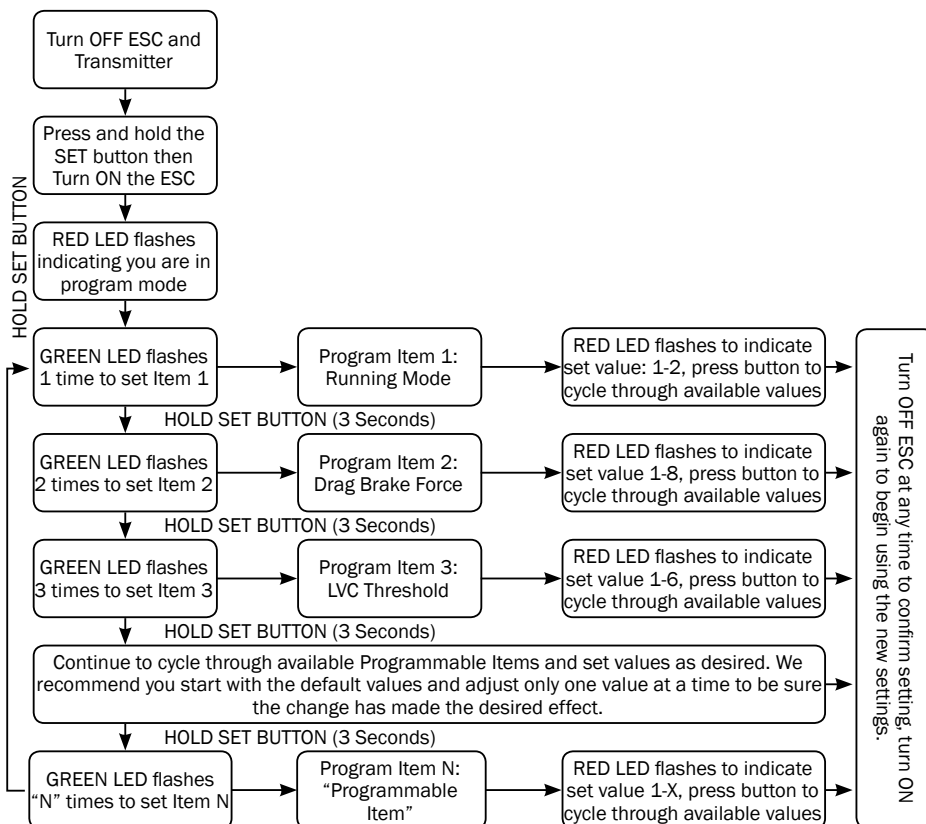 Turn OFF ESC and
Transmitter
Press and hold the
SET button then
Turn ON the ESC
HOLD SET BUTTON
RED LED flashes
indicating you are in
program mode
GREEN LED flashes
1 time to set Item 1
Program Item 1:
Running Mode
RED LED flashes to indicate
set value: 1-2, press button to
cycle through available values
HOLD SET BUTTON (3 Seconds)
GREEN LED flashes
2 times to set Item 2
Program Item 2:
Drag Brake Force
RED LED flashes to indicate
set value 1-8, press button to
cycle through available values
HOLD SET BUTTON (3 Seconds)
GREEN LED flashes
3 times to set Item 3
Program Item 3:
LVC Threshold
RED LED flashes to indicate
set value 1-6, press button to
cycle through available values
HOLD SET BUTTON (3 Seconds)
Continue to cycle through available Programmable Items and set values as desired. We
recommend you start with the default values and adjust only one value at a time to be sure
the change has made the desired effect.
HOLD SET BUTTON (3 Seconds)
GREEN LED flashes
“N” times to set Item N
Program Item N:
“Programmable
Item”
RED LED flashes to indicate
set value 1-X, press button to
cycle through available values
Turn OFF ESC at any time to confirm setting, turn ON
again to begin using the new settings.